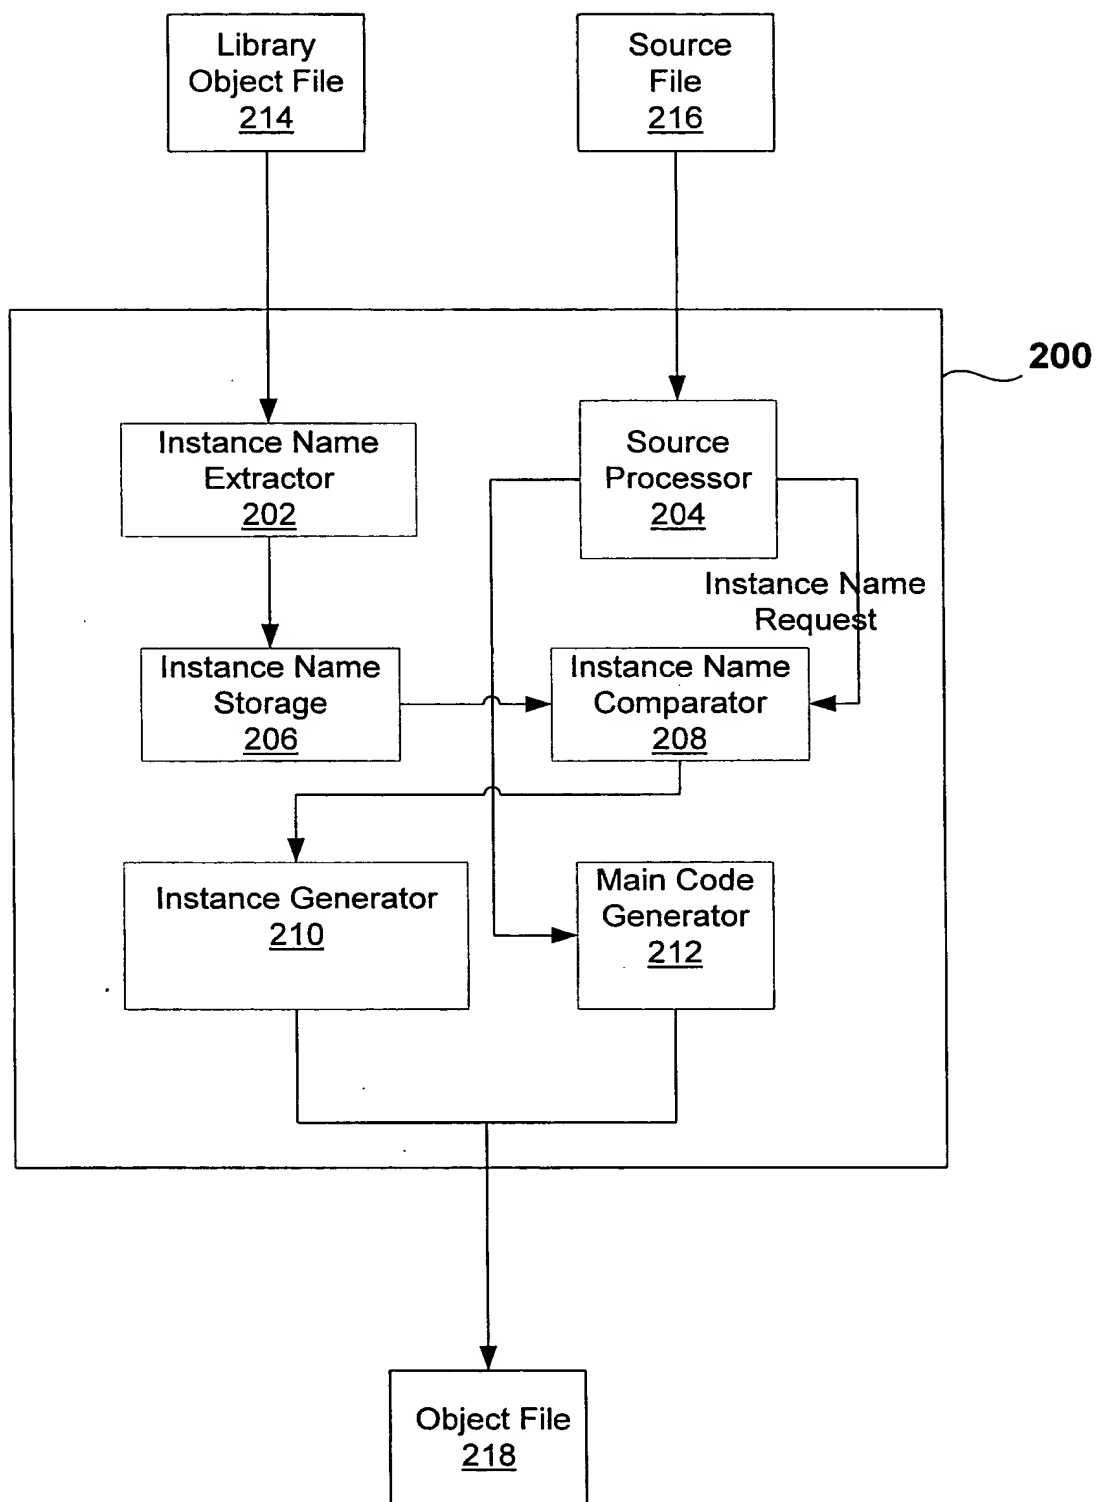 Library
Object File
214
Source
File
216
200
Instance Name
Extractor
202
Source
Processor
204
Instance Name
Request
Instance Name
Storage
206
Instance Name
Comparator
208
Instance Generator
210
Main Code
Generator
212
Object File
218